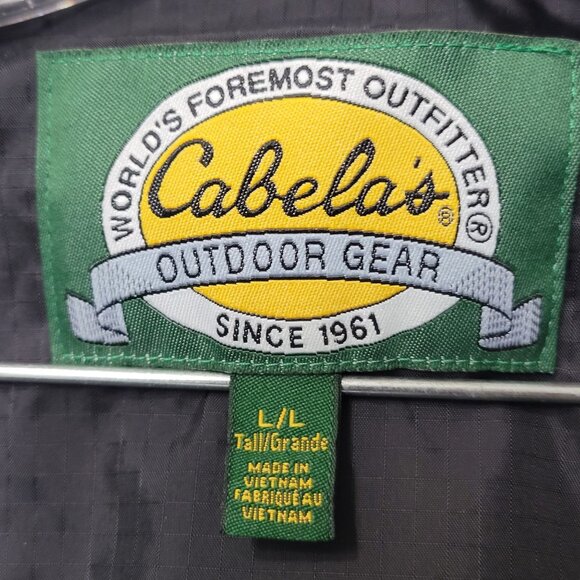 WORLD'S FOREMOST OUTFITTER®
Cabela's®
OUTDOOR GEAR
SINCE 1961
L/L
Tall/Grande
MADE IN
VIETNAM
FABRIQUÉ AU
VIETNAM